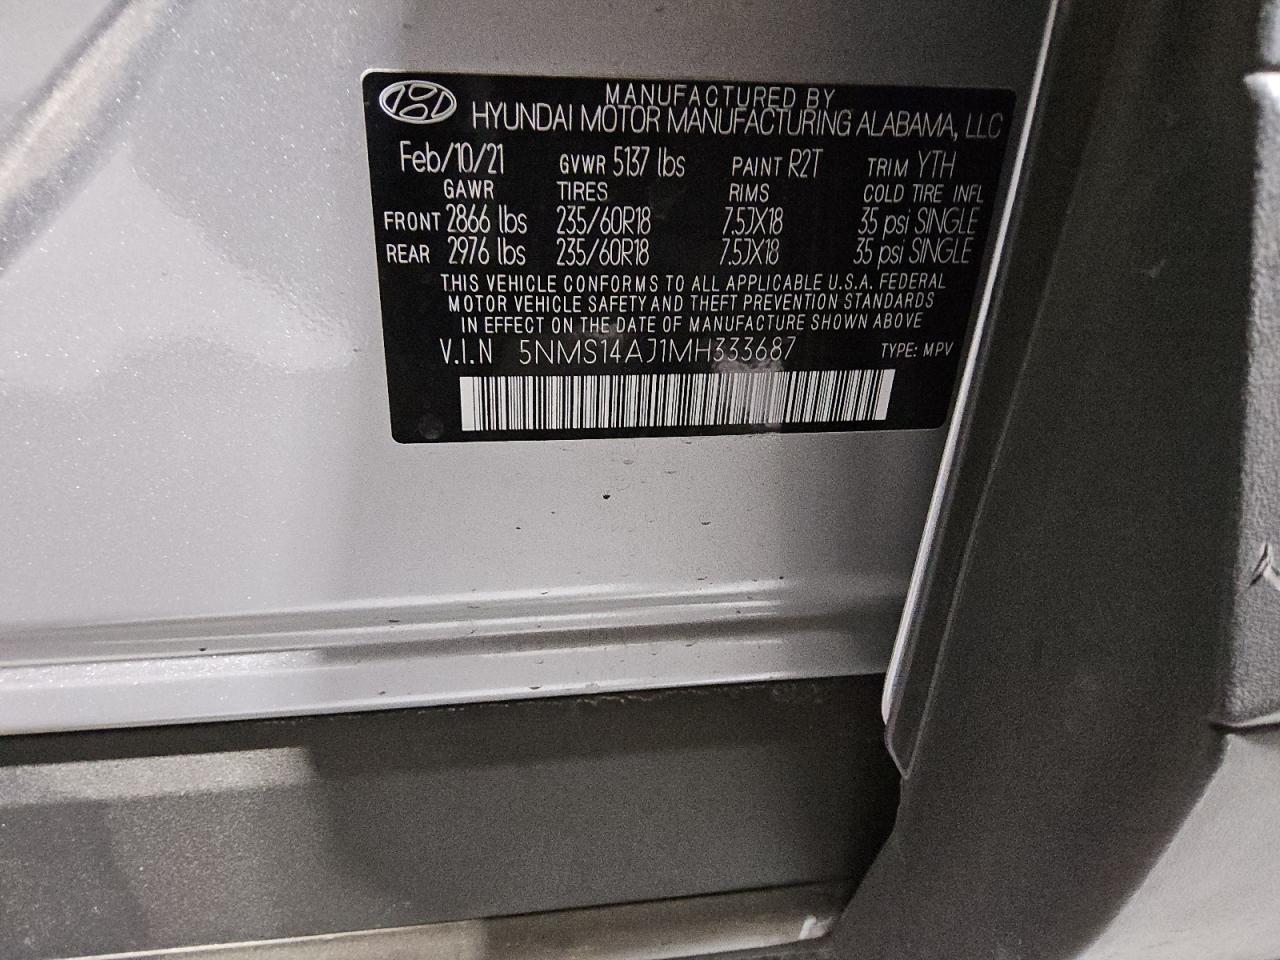 MANUFACTURED BY
HYUNDAI MOTOR MANUFACTURING ALABAMA, LLC
Feb/10/21 GVWR 5137 lbs PAINT R2T TRIM YTH
GAWR TIRES RIMS COLD TIRE INFL
FRONT 2866 lbs 235/60R18 7.5JX18 35 psi SINGLE
REAR 2976 lbs 235/60R18 7.5JX18 35 psi SINGLE
THIS VEHICLE CONFORMS TO ALL APPLICABLE U.S.A. FEDERAL
MOTOR VEHICLE SAFETY AND THEFT PREVENTION STANDARDS
IN EFFECT ON THE DATE OF MANUFACTURE SHOWN ABOVE
V.I.N 5NMS14AJ1MH333687 TYPE: MPV